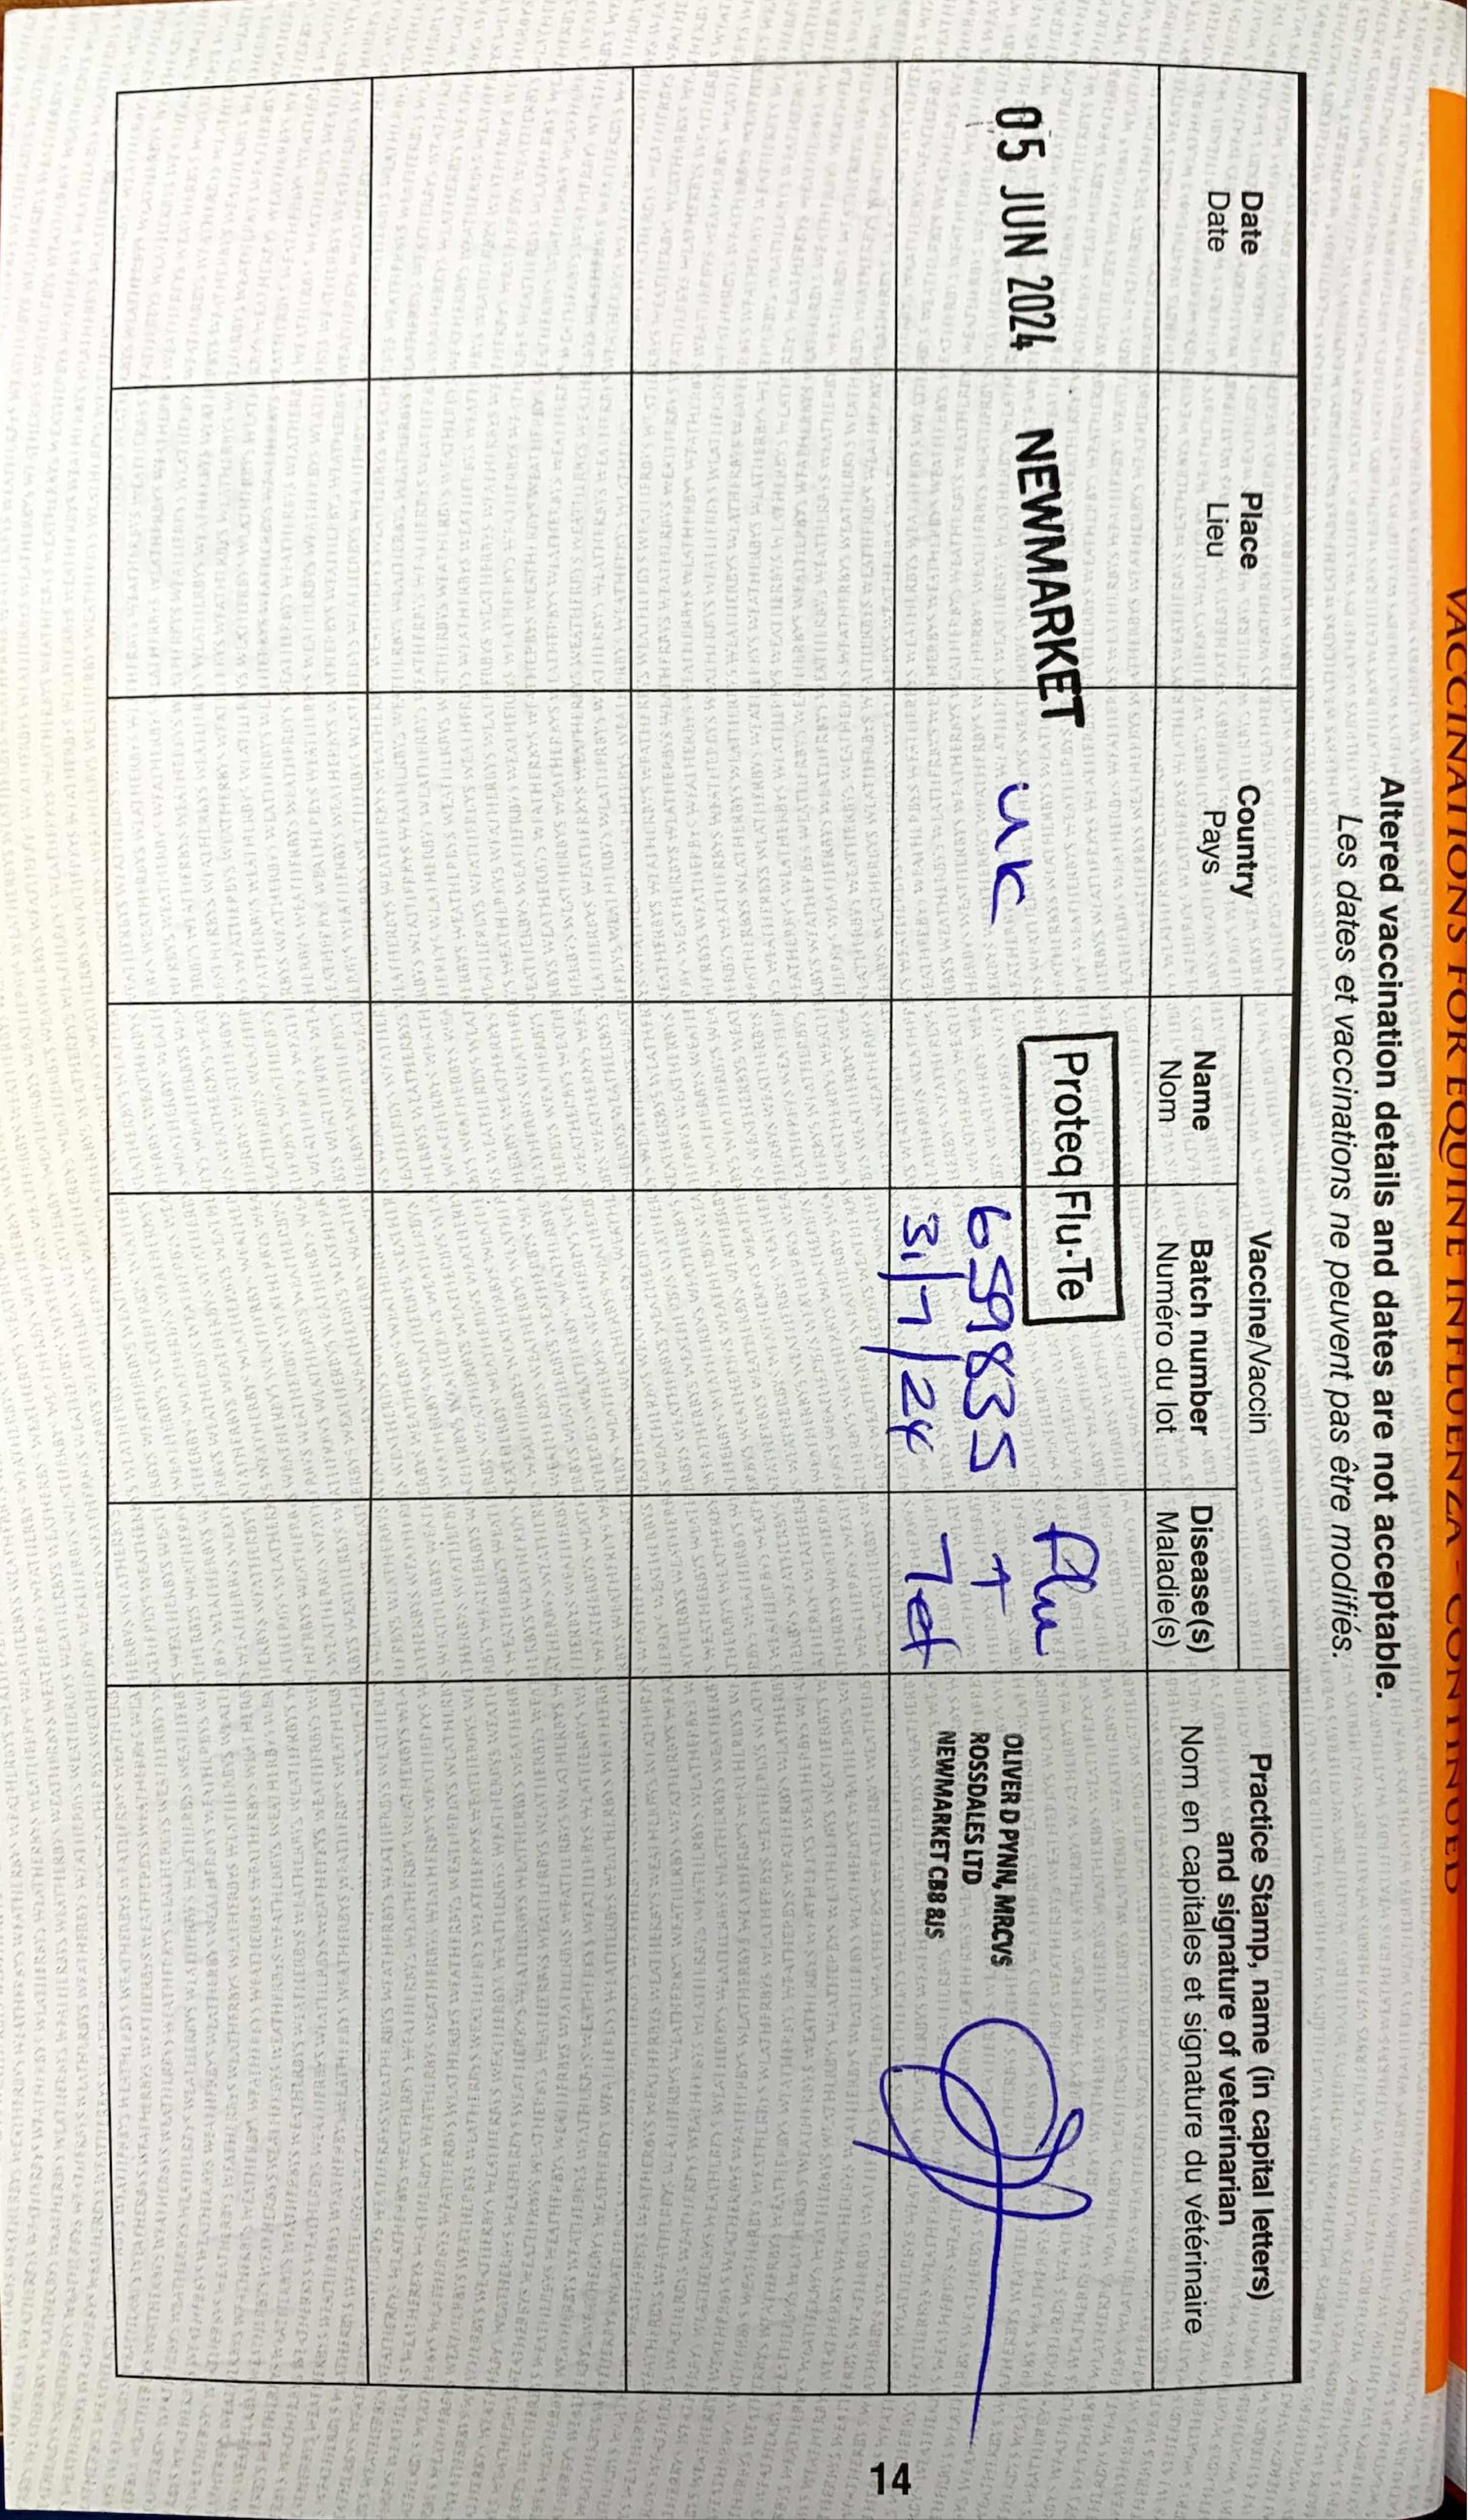 VACCINATIONS FOR EQUINE INFLUENZA - CONTINUED
Altered vaccination details and dates are not acceptable.
Les dates et vaccinations ne peuvent pas être modifiés.
Date
Date
Place
Lieu
Country
Pays
Vaccine/Vaccin
Name
Nom
Batch number
Numéro du lot
Disease(s)
Maladie(s)
Practice Stamp, name (in capital letters)
and signature of veterinarian
Nom en capitales et signature du vétérinaire
05 JUN 2024
NEWMARKET
UK
Proteq Flu-Te
659835
31/7/24
Flu
+
Tet
OLIVER D PYNN, MRCVS
ROSSDALES LTD
NEWMARKET CB8 8JS
14